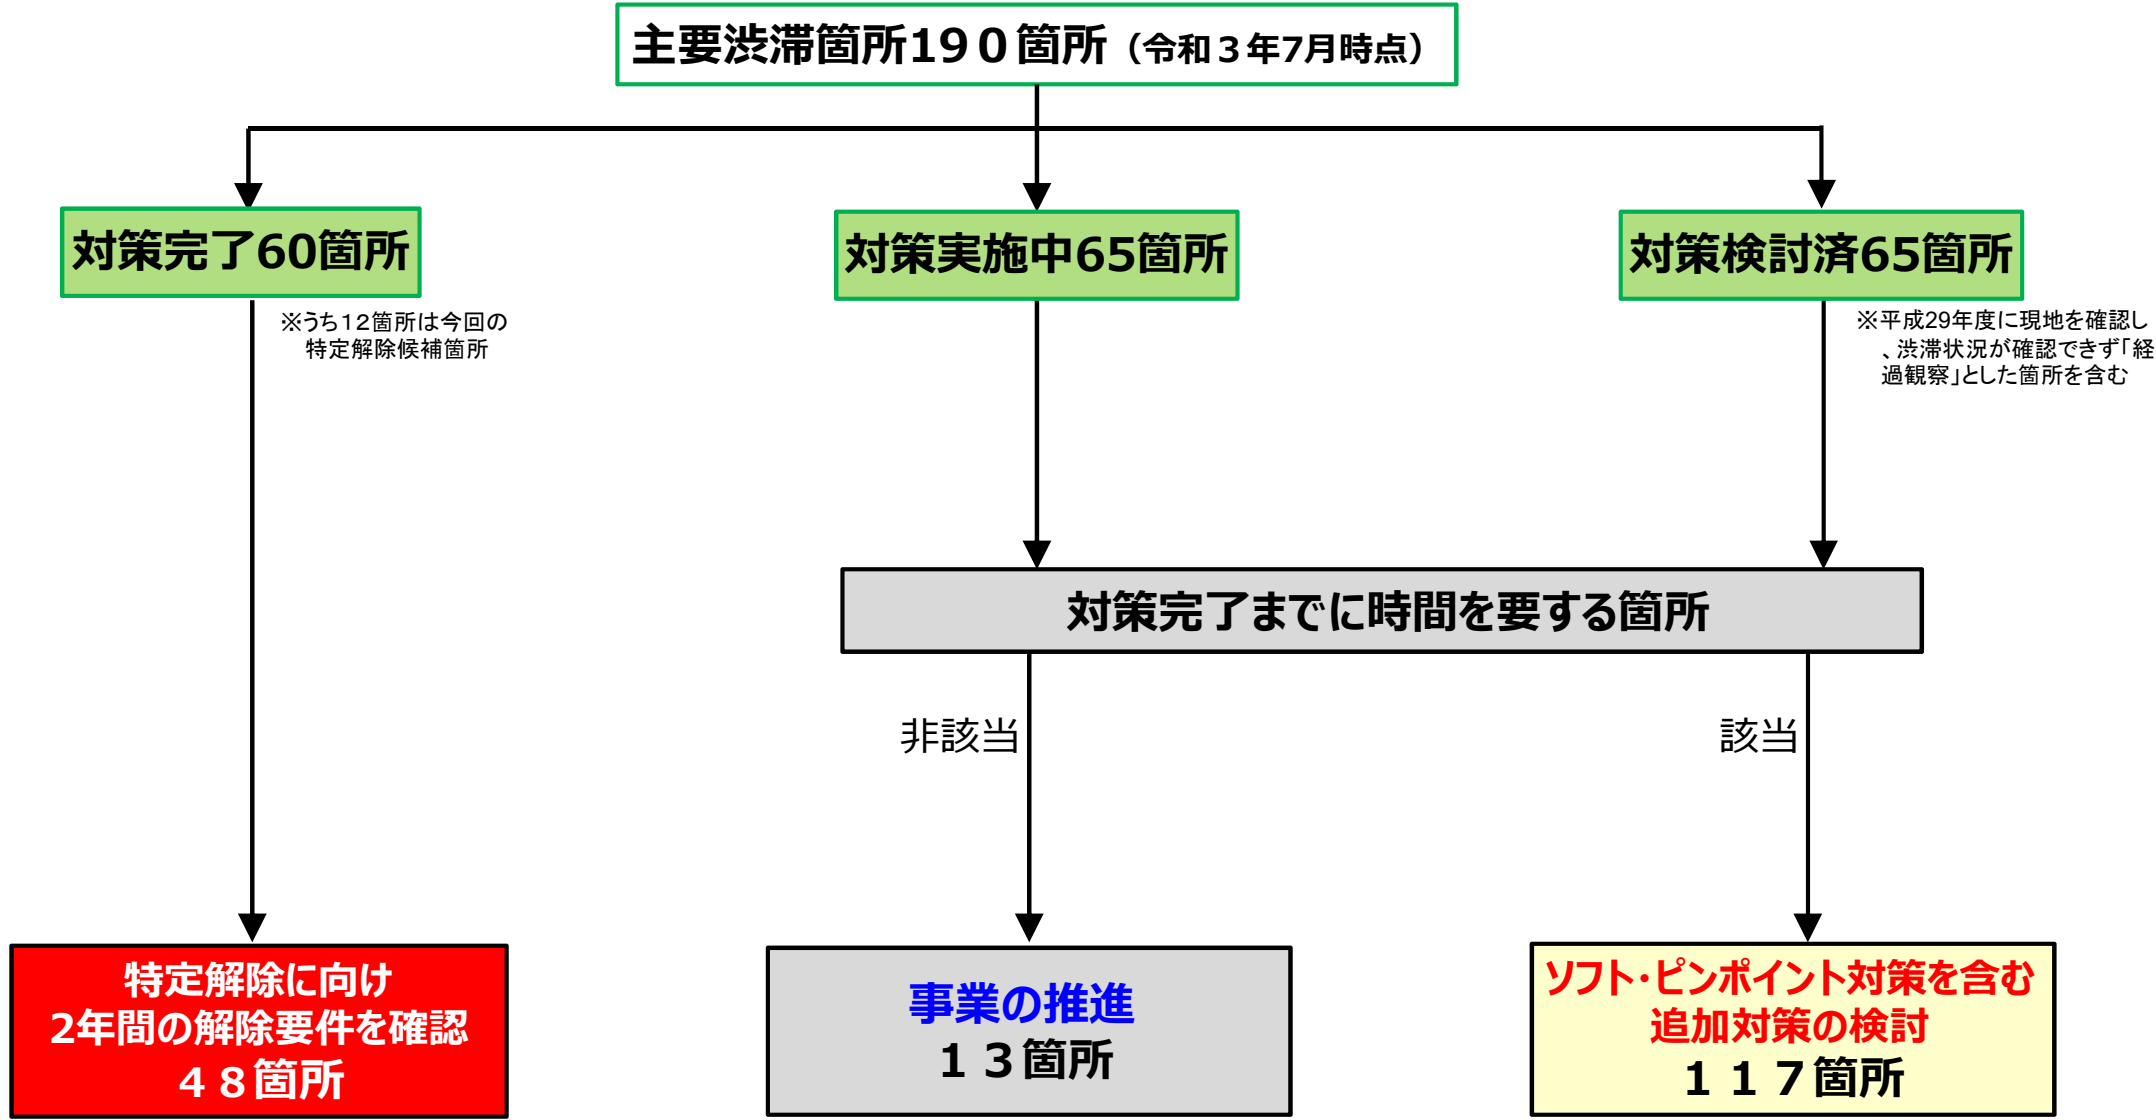 主要渋滞箇所19０箇所（令和３年7月時点）
対策完了60箇所
対策実施中65箇所
対策検討済65箇所
※うち１２箇所は今回の
特定解除候補箇所
※平成29年度に現地を確認し
、渋滞状況が確認できず「経
過観察」とした箇所を含む
対策完了までに時間を要する箇所
非該当
該当
特定解除に向け
2年間の解除要件を確認
４８箇所
事業の推進
１３箇所
ソフト・ピンポイント対策を含む
追加対策の検討
１１７箇所